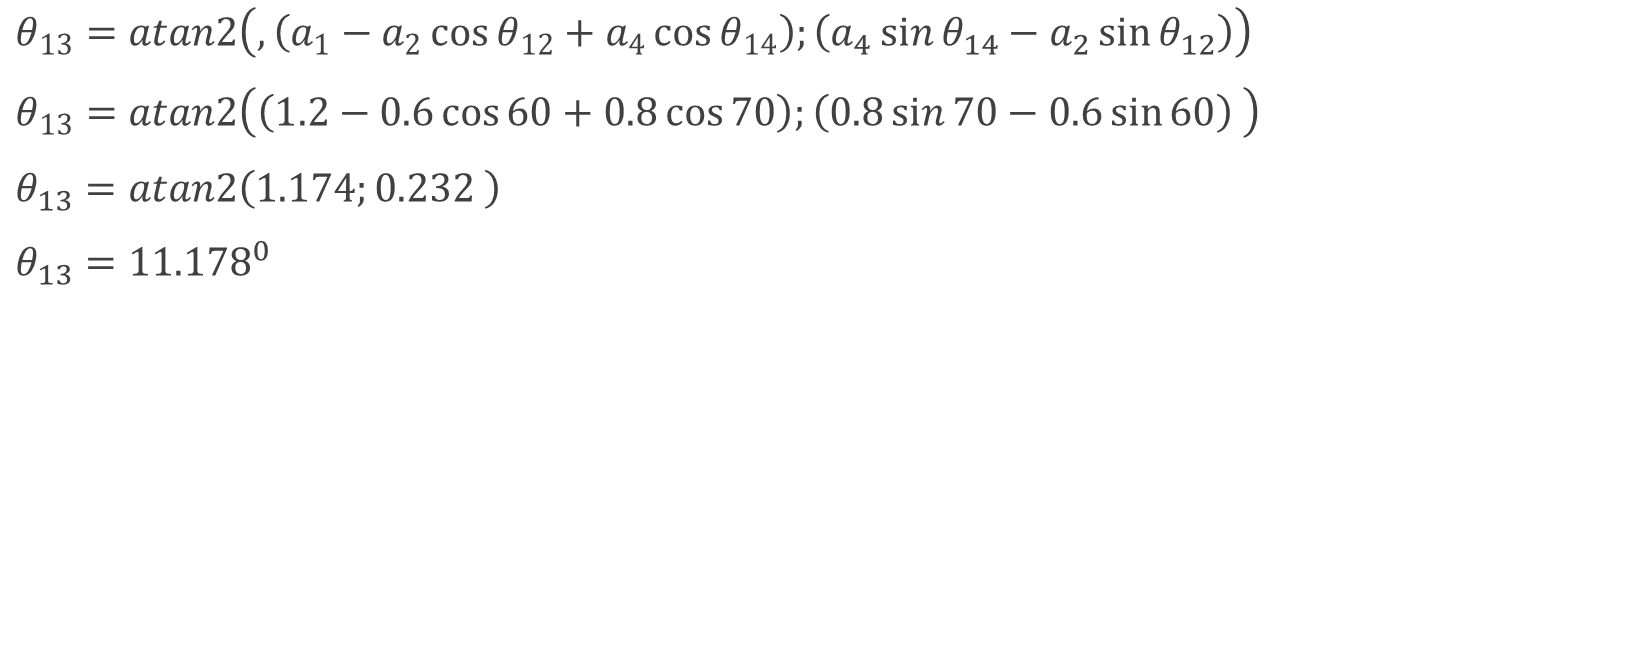 θ₁₃ = atan2(, (a₁ − a₂ cos θ₁₂ + a₄ cos θ₁₄); (a₄ sin θ₁₄ − a₂ sin θ₁₂))
θ₁₃ = atan2((1.2 − 0.6 cos 60 + 0.8 cos 70); (0.8 sin 70 − 0.6 sin 60) )
θ₁₃ = atan2(1.174; 0.232 )
θ₁₃ = 11.178⁰